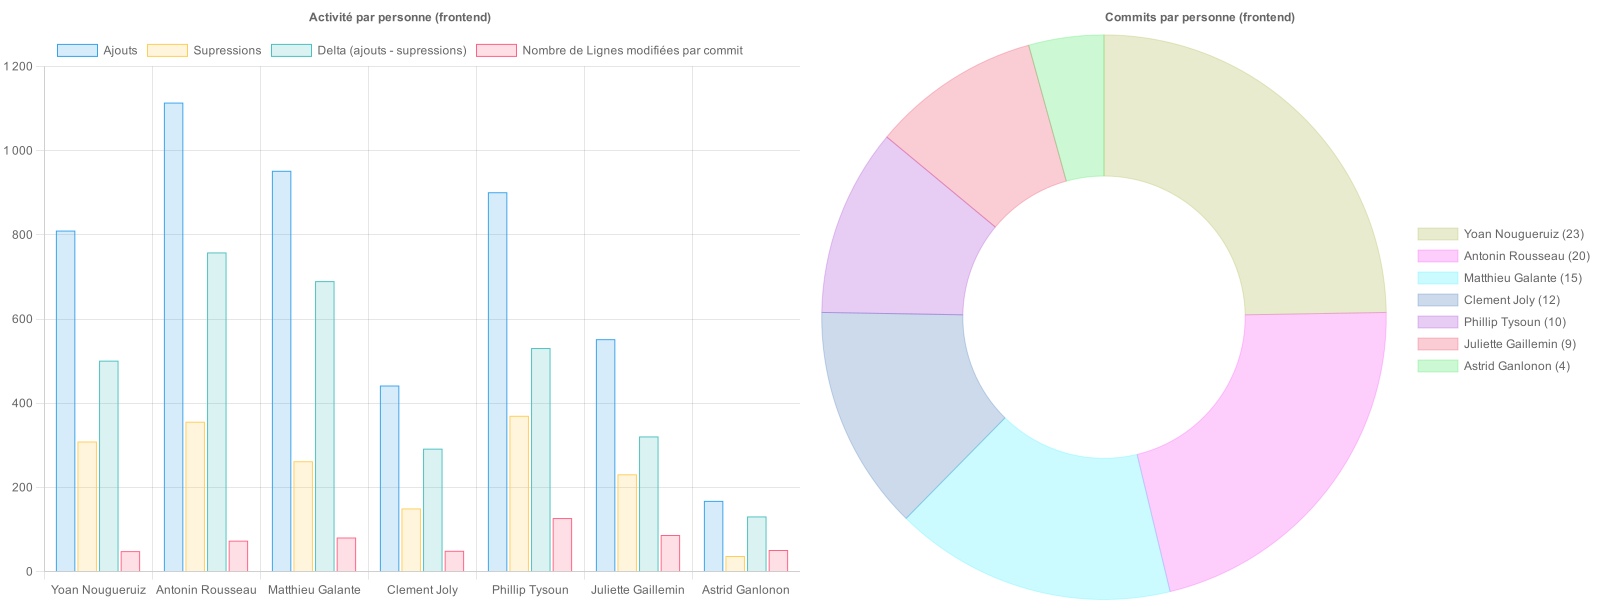 Activité par personne (frontend)
Ajouts
Supressions
Delta (ajouts - supressions)
Nombre de Lignes modifiées par commit
1 200
1 000
800
600
400
200
0
Yoan Nougueruiz
Antonin Rousseau
Matthieu Galante
Clement Joly
Phillip Tysoun
Juliette Gaillemin
Astrid Ganlonon
Commits par personne (frontend)
Yoan Nougueruiz (23)
Antonin Rousseau (20)
Matthieu Galante (15)
Clement Joly (12)
Phillip Tysoun (10)
Juliette Gaillemin (9)
Astrid Ganlonon (4)